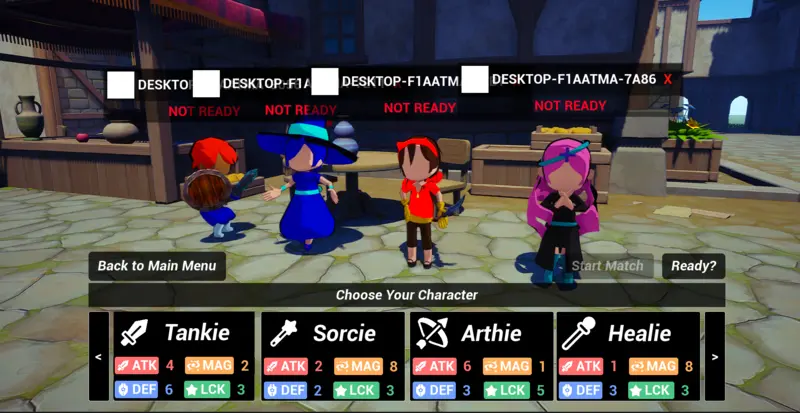 DESKTOP-F1A
DESKTOP-F1AATM
DESKTOP-F1AATMA-7A86 X
NOT READY NOT READY NOT READY NOT READY
Back to Main Menu
Start Match
Ready?
Choose Your Character
< Tankie Sorcie Arthie Healie >
ATK 4 MAG 2 ATK 2 MAG 8 ATK 6 MAG 1 ATK 1 MAG 8
DEF 6 LCK 3 DEF 2 LCK 3 DEF 3 LCK 5 DEF 1 LCK 3